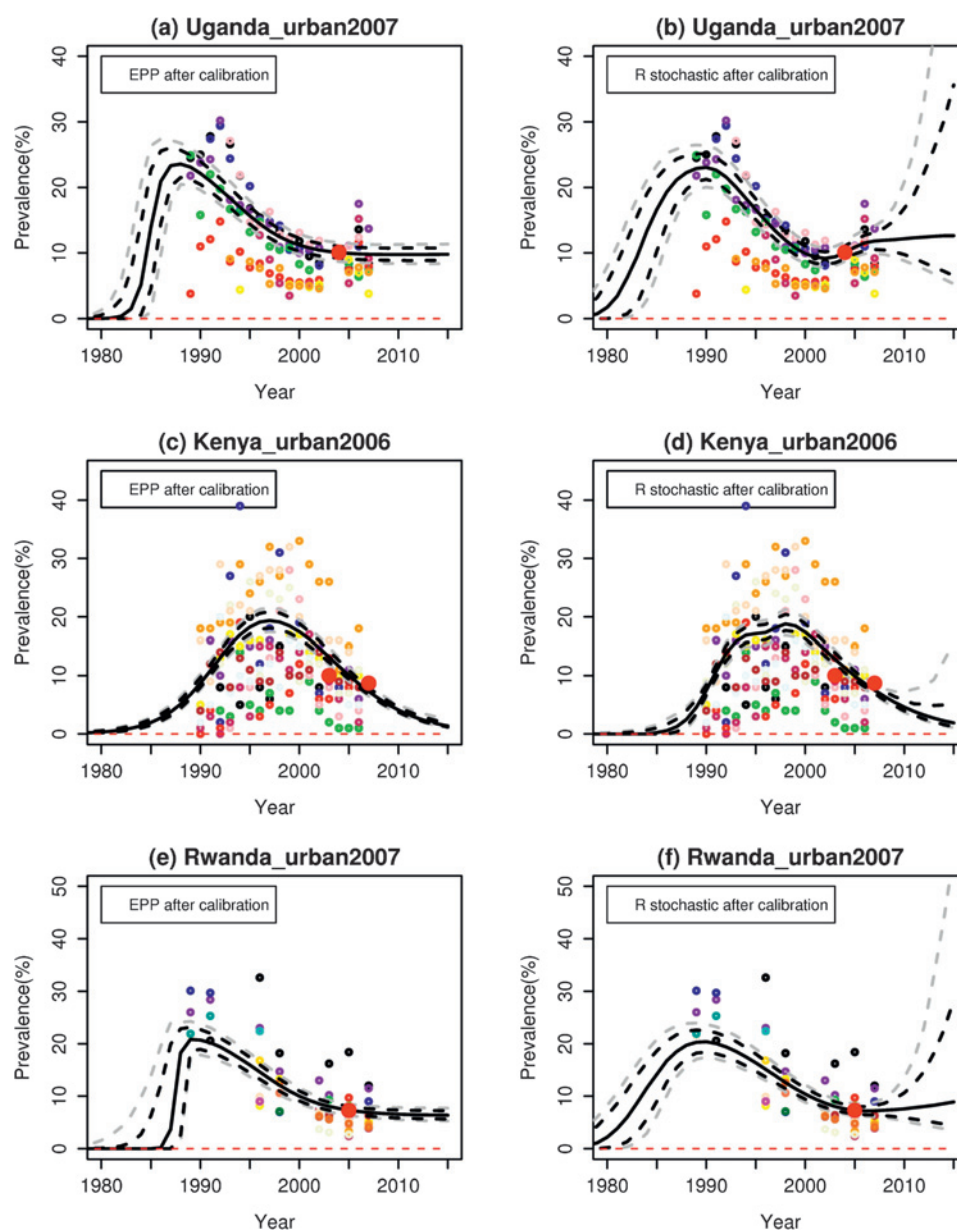 (a) Uganda_urban2007
EPP after calibration
Prevalence(%)
0 10 20 30 40
1980 1990 2000 2010
Year
(b) Uganda_urban2007
R stochastic after calibration
Prevalence(%)
0 10 20 30 40
1980 1990 2000 2010
Year
(c) Kenya_urban2006
EPP after calibration
Prevalence(%)
0 10 20 30 40
1980 1990 2000 2010
Year
(d) Kenya_urban2006
R stochastic after calibration
Prevalence(%)
0 10 20 30 40
1980 1990 2000 2010
Year
(e) Rwanda_urban2007
EPP after calibration
Prevalence(%)
0 10 20 30 40 50
1980 1990 2000 2010
Year
(f) Rwanda_urban2007
R stochastic after calibration
Prevalence(%)
0 10 20 30 40 50
1980 1990 2000 2010
Year